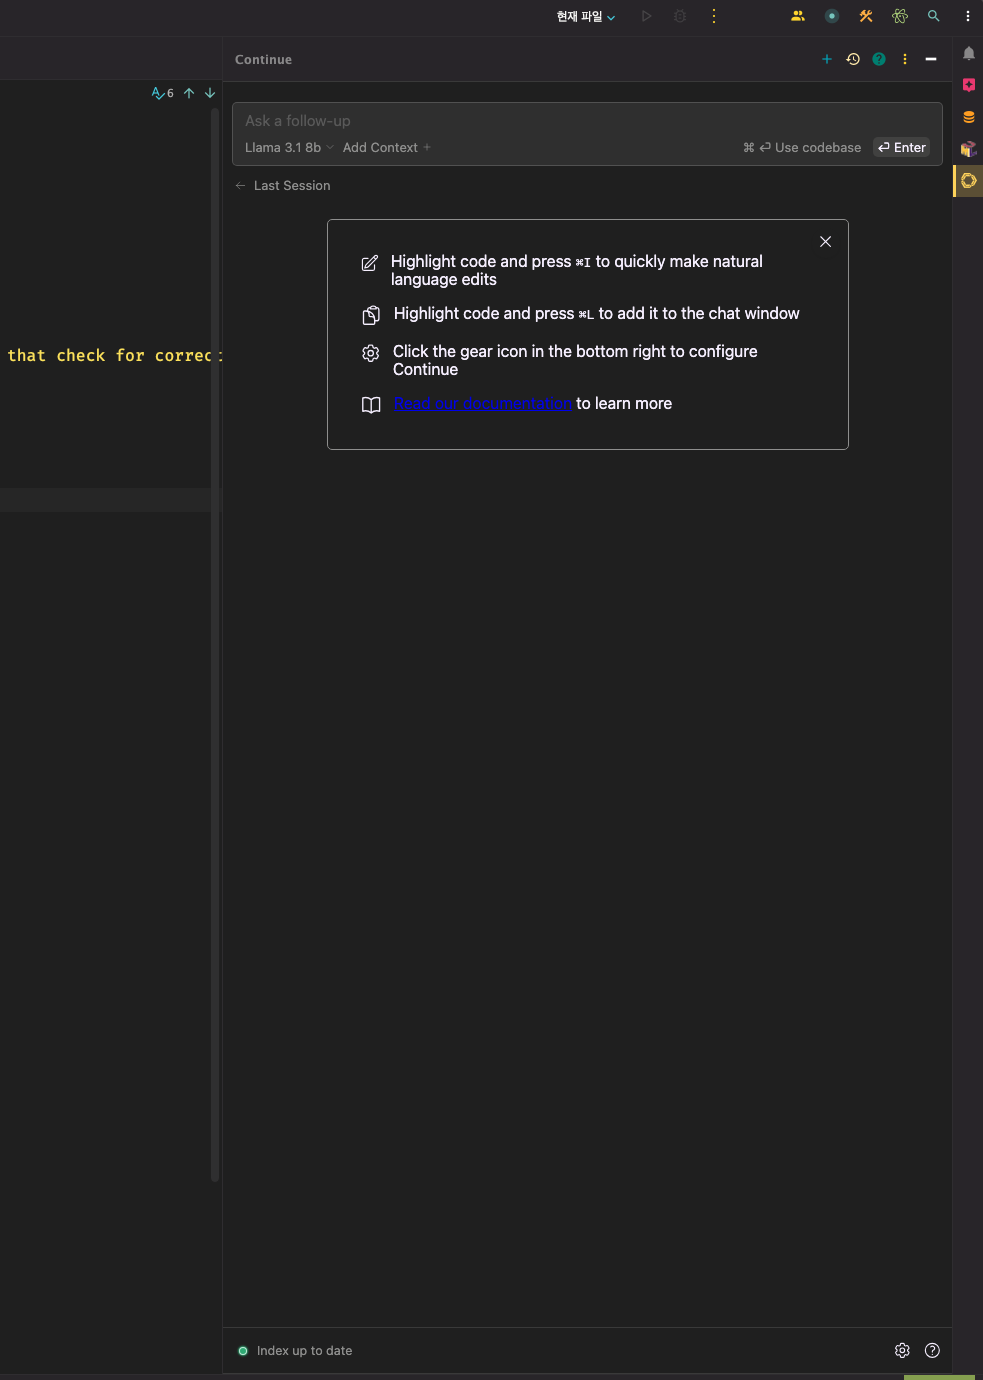 현재 파일
Continue
6
Ask a follow-up
Llama 3.1 8b Add Context + ⌘ ⏎ Use codebase ⏎ Enter
← Last Session
Highlight code and press ⌘I to quickly make natural
language edits
Highlight code and press ⌘L to add it to the chat window
that check for correct
Click the gear icon in the bottom right to configure
Continue
Read our documentation to learn more
Index up to date